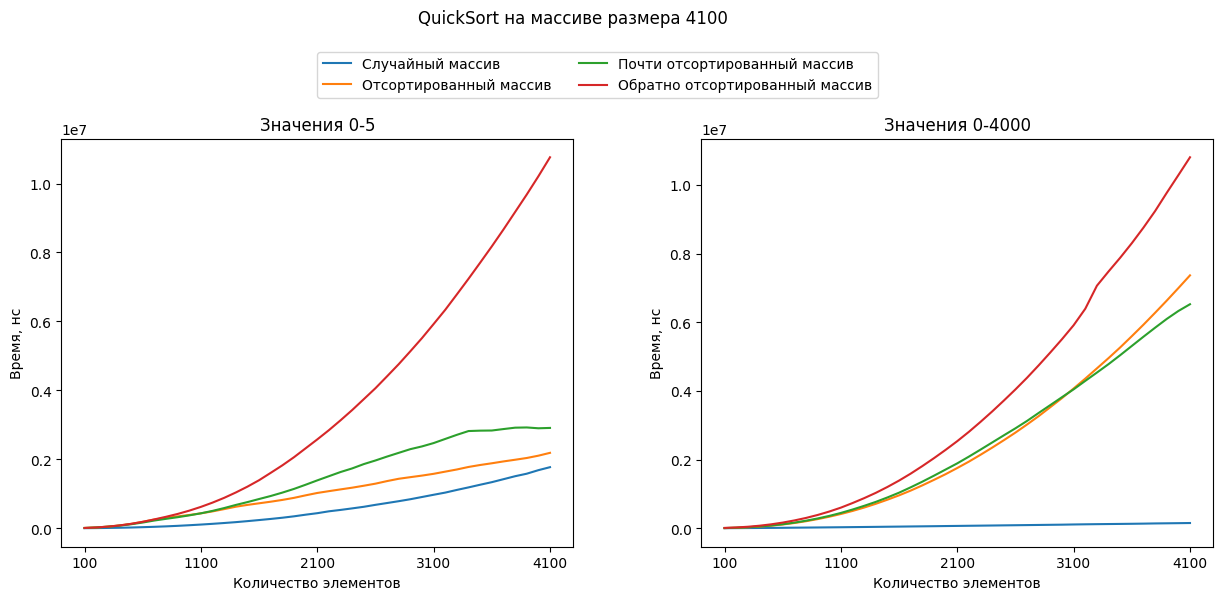 QuickSort на массиве размера 4100
Случайный массив
Отсортированный массив
Почти отсортированный массив
Обратно отсортированный массив
Значения 0-5
1e7
1.0
0.8
0.6
0.4
0.2
0.0
Время, нс
100 1100 2100 3100 4100
Количество элементов
Значения 0-4000
1e7
1.0
0.8
0.6
0.4
0.2
0.0
Время, нс
100 1100 2100 3100 4100
Количество элементов